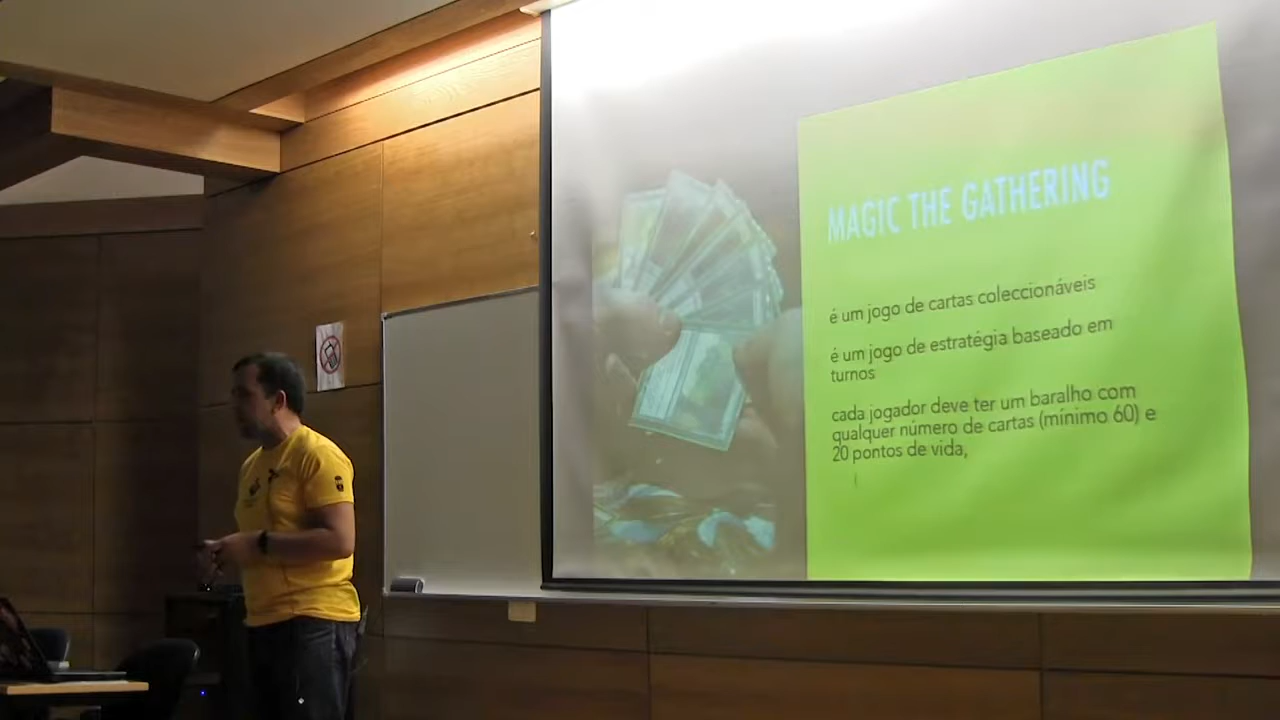 MAGIC THE GATHERING
é um jogo de cartas coleccionáveis
é um jogo de estratégia baseado em
turnos
cada jogador deve ter um baralho com
qualquer número de cartas (mínimo 60) e
20 pontos de vida,